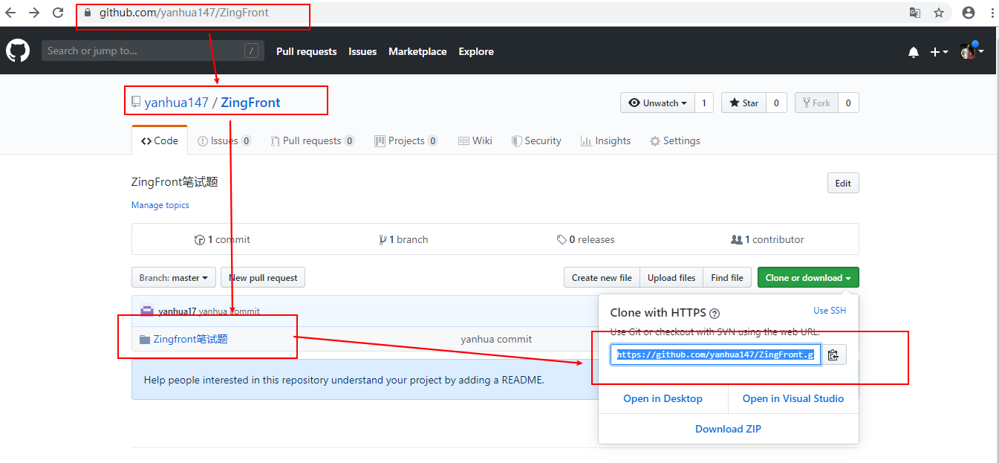 github.com/yanhua147/ZingFront
Search or jump to... /
Pull requests Issues Marketplace Explore
yanhua147 / ZingFront
Unwatch 1 Star 0 Fork 0
Code Issues 0 Pull requests 0 Projects 0 Wiki Security Insights Settings
ZingFront笔试题
Edit
Manage topics
1 commit 1 branch 0 releases 1 contributor
Branch: master New pull request Create new file Upload files Find file Clone or download
yanhua17 yanhua commit
Zingfront笔试题 yanhua commit
Help people interested in this repository understand your project by adding a README.
Clone with HTTPS Use SSH
Use Git or checkout with SVN using the web URL.
https://github.com/yanhua147/ZingFront.g
Open in Desktop Open in Visual Studio
Download ZIP